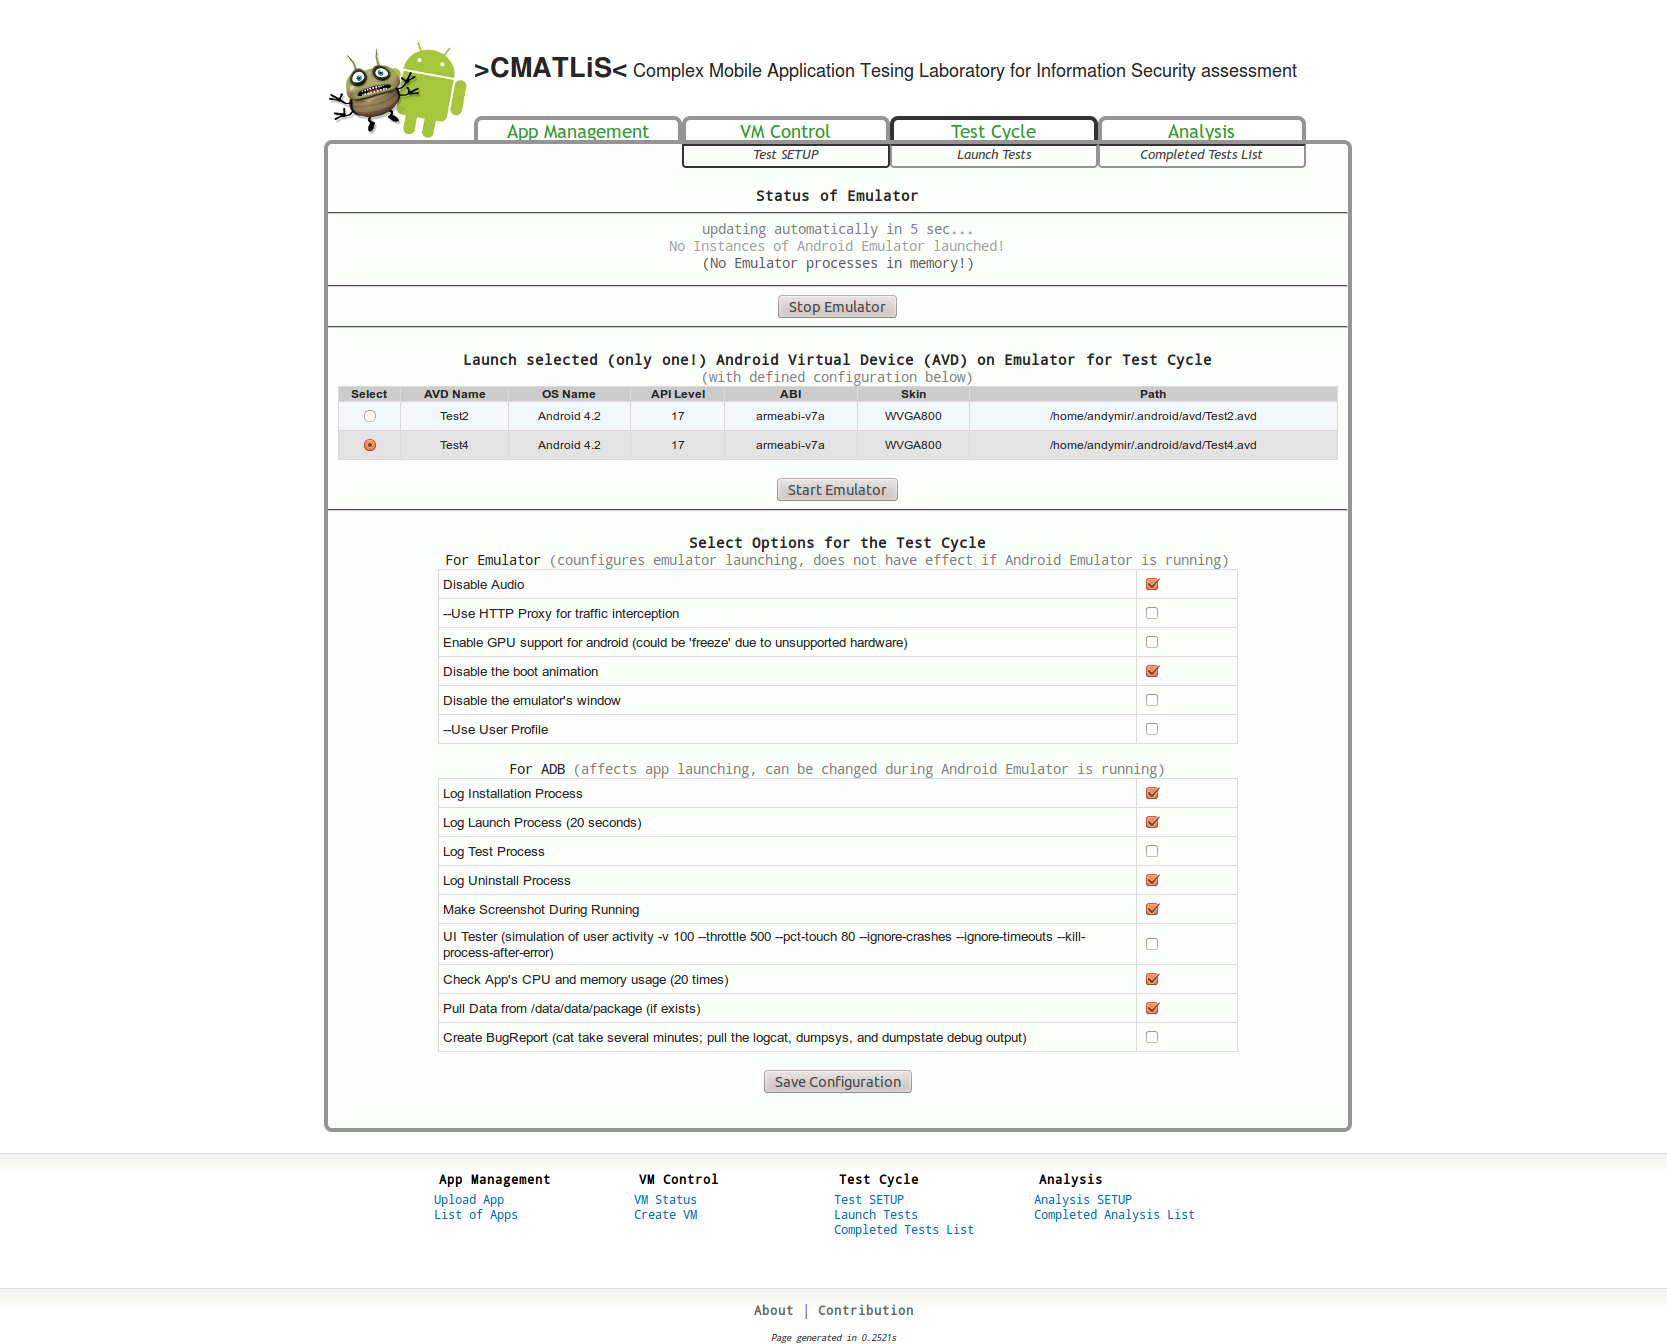 >CMATLiS< Complex Mobile Application Tesing Laboratory for Information Security assessment
App Management VM Control Test Cycle Analysis
Test SETUP Launch Tests Completed Tests List
Status of Emulator
updating automatically in 5 sec...
No Instances of Android Emulator launched!
(No Emulator processes in memory!)
Stop Emulator
Launch selected (only one!) Android Virtual Device (AVD) on Emulator for Test Cycle
(with defined configuration below)
Select AVD Name OS Name API Level ABI Skin Path
Test2 Android 4.2 17 armeabi-v7a WVGA800 /home/andymir/.android/avd/Test2.avd
Test4 Android 4.2 17 armeabi-v7a WVGA800 /home/andymir/.android/avd/Test4.avd
Start Emulator
Select Options for the Test Cycle
For Emulator (counfigures emulator launching, does not have effect if Android Emulator is running)
Disable Audio
--Use HTTP Proxy for traffic interception
Enable GPU support for android (could be 'freeze' due to unsupported hardware)
Disable the boot animation
Disable the emulator's window
--Use User Profile
For ADB (affects app launching, can be changed during Android Emulator is running)
Log Installation Process
Log Launch Process (20 seconds)
Log Test Process
Log Uninstall Process
Make Screenshot During Running
UI Tester (simulation of user activity -v 100 --throttle 500 --pct-touch 80 --ignore-crashes --ignore-timeouts --kill-
process-after-error)
Check App's CPU and memory usage (20 times)
Pull Data from /data/data/package (if exists)
Create BugReport (cat take several minutes; pull the logcat, dumpsys, and dumpstate debug output)
Save Configuration
App Management VM Control Test Cycle Analysis
Upload App VM Status Test SETUP Analysis SETUP
List of Apps Create VM Launch Tests Completed Analysis List
Completed Tests List
About | Contribution
Page generated in 0.2521s